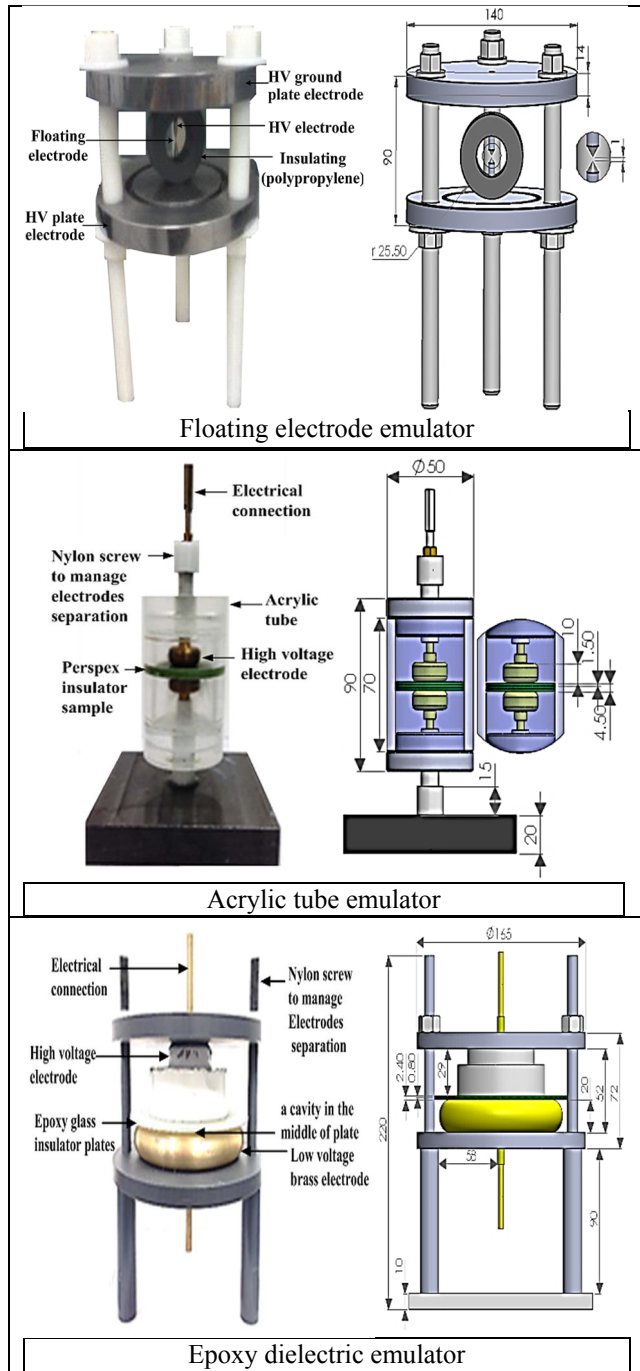 HV ground
plate electrode
HV electrode
Floating
electrode
Insulating
(polypropylene)
HV plate
electrode
140
14
90
1
r 25.50
Floating electrode emulator
Electrical
connection
Nylon screw
to manage
electrodes
separation
Acrylic
tube
High voltage
electrode
Perspex
insulator
sample
Ø50
90
70
10
1.50
4.50
15
20
Acrylic tube emulator
Electrical
connection
Nylon screw
to manage
Electrodes
separation
High voltage
electrode
Epoxy glass
insulator plates
a cavity in the
middle of plate
Low voltage
brass electrode
Ø165
220
2.40
0.80
29
20
52
72
58
90
10
Epoxy dielectric emulator